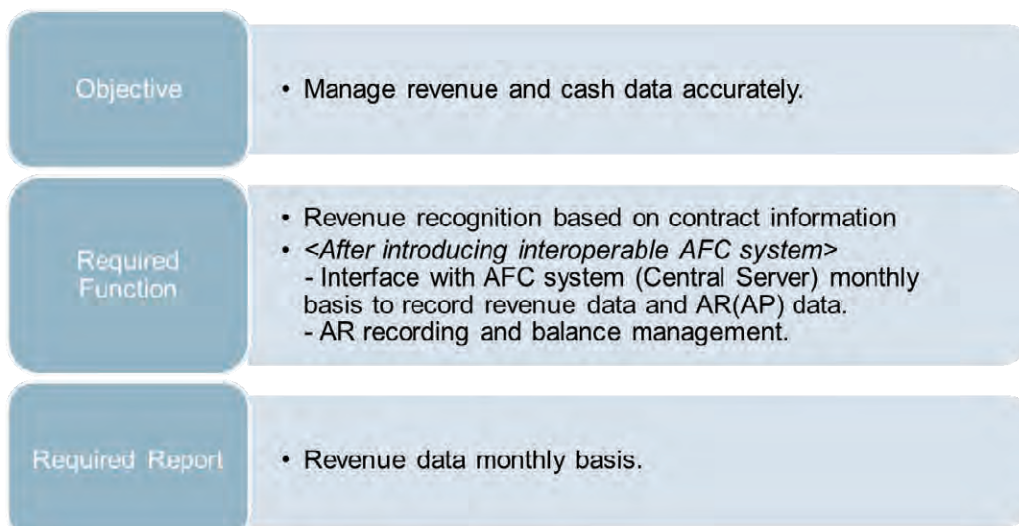 Objective
• Manage revenue and cash data accurately.
Required
Function
• Revenue recognition based on contract information
• <After introducing interoperable AFC system>
- Interface with AFC system (Central Server) monthly
basis to record revenue data and AR(AP) data.
- AR recording and balance management.
Required Report
• Revenue data monthly basis.